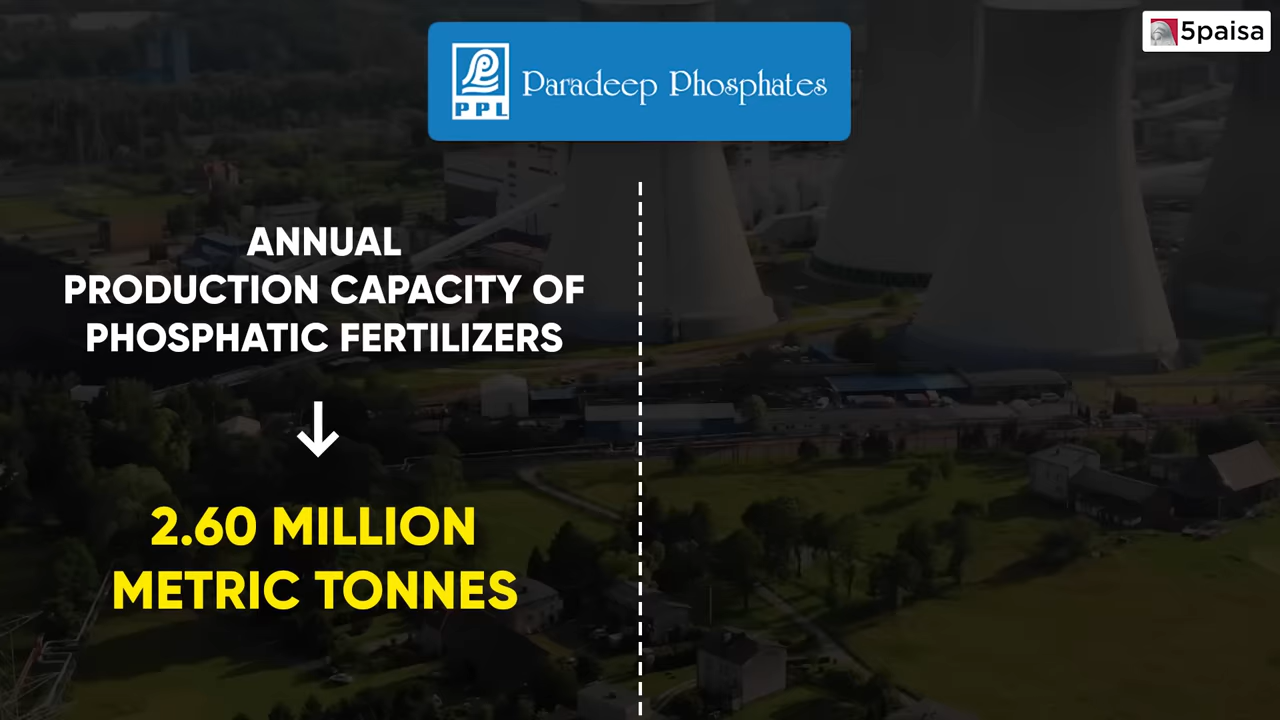 5paisa
PPL
Paradeep Phosphates
ANNUAL
PRODUCTION CAPACITY OF
PHOSPHATIC FERTILIZERS
2.60 MILLION
METRIC TONNES